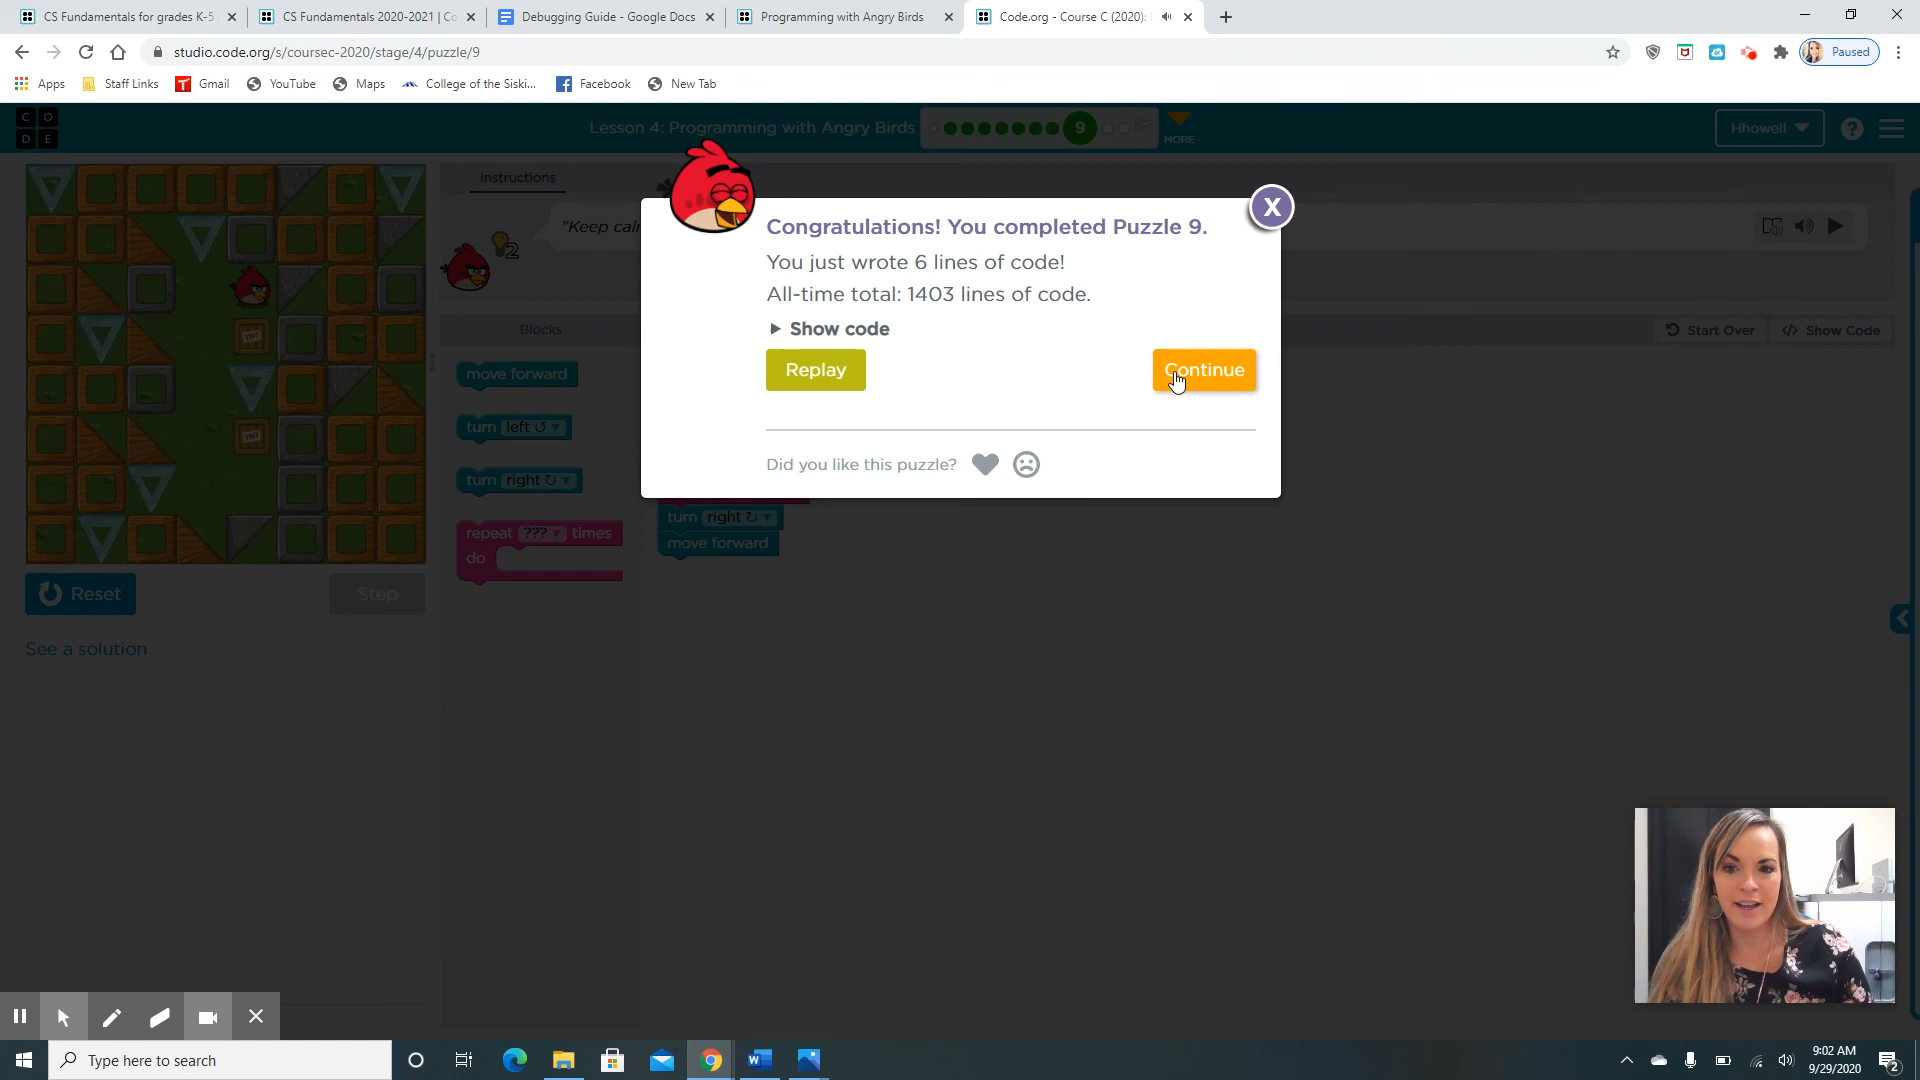 CS Fundamentals for grades K-5
CS Fundamentals 2020-2021 | Co
Debugging Guide - Google Docs
Programming with Angry Birds
Code.org - Course C (2020):
studio.code.org/s/coursec-2020/stage/4/puzzle/9
Paused
Apps
Staff Links
Gmail
YouTube
Maps
College of the Siski...
Facebook
New Tab
C O
D E
Lesson 4: Programming with Angry Birds
9
MORE
Hhowell
?
Instructions
2
"Keep calm
Congratulations! You completed Puzzle 9.
X
You just wrote 6 lines of code!
All-time total: 1403 lines of code.
Show code
Replay
Continue
Did you like this puzzle?
Blocks
Start Over
Show Code
move forward
turn left
turn right
repeat ??? times
do
turn right
move forward
TNT
TNT
Reset
Step
See a solution
Type here to search
9:02 AM
9/29/2020
2